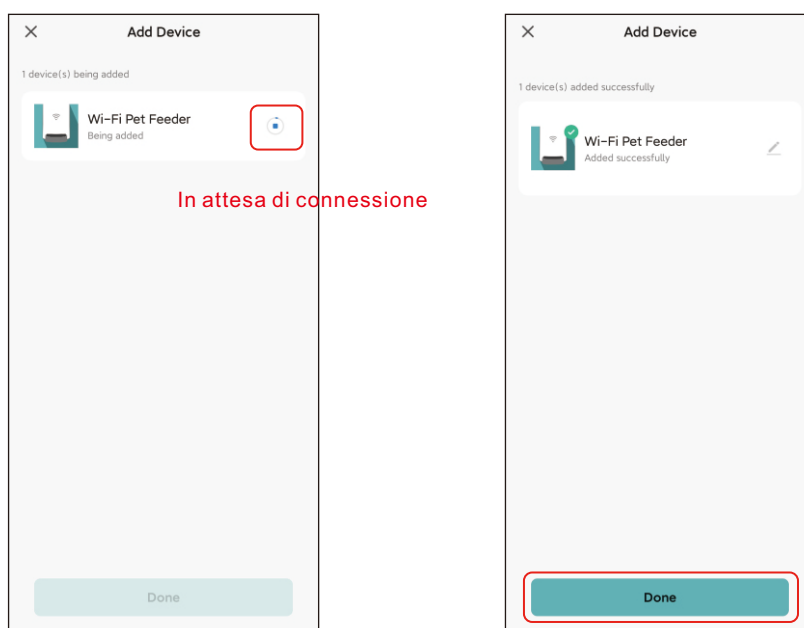 Add Device
1 device(s) being added
Wi-Fi Pet Feeder
Being added
In attesa di connessione
Done
Add Device
1 device(s) added successfully
Wi-Fi Pet Feeder
Added successfully
Done